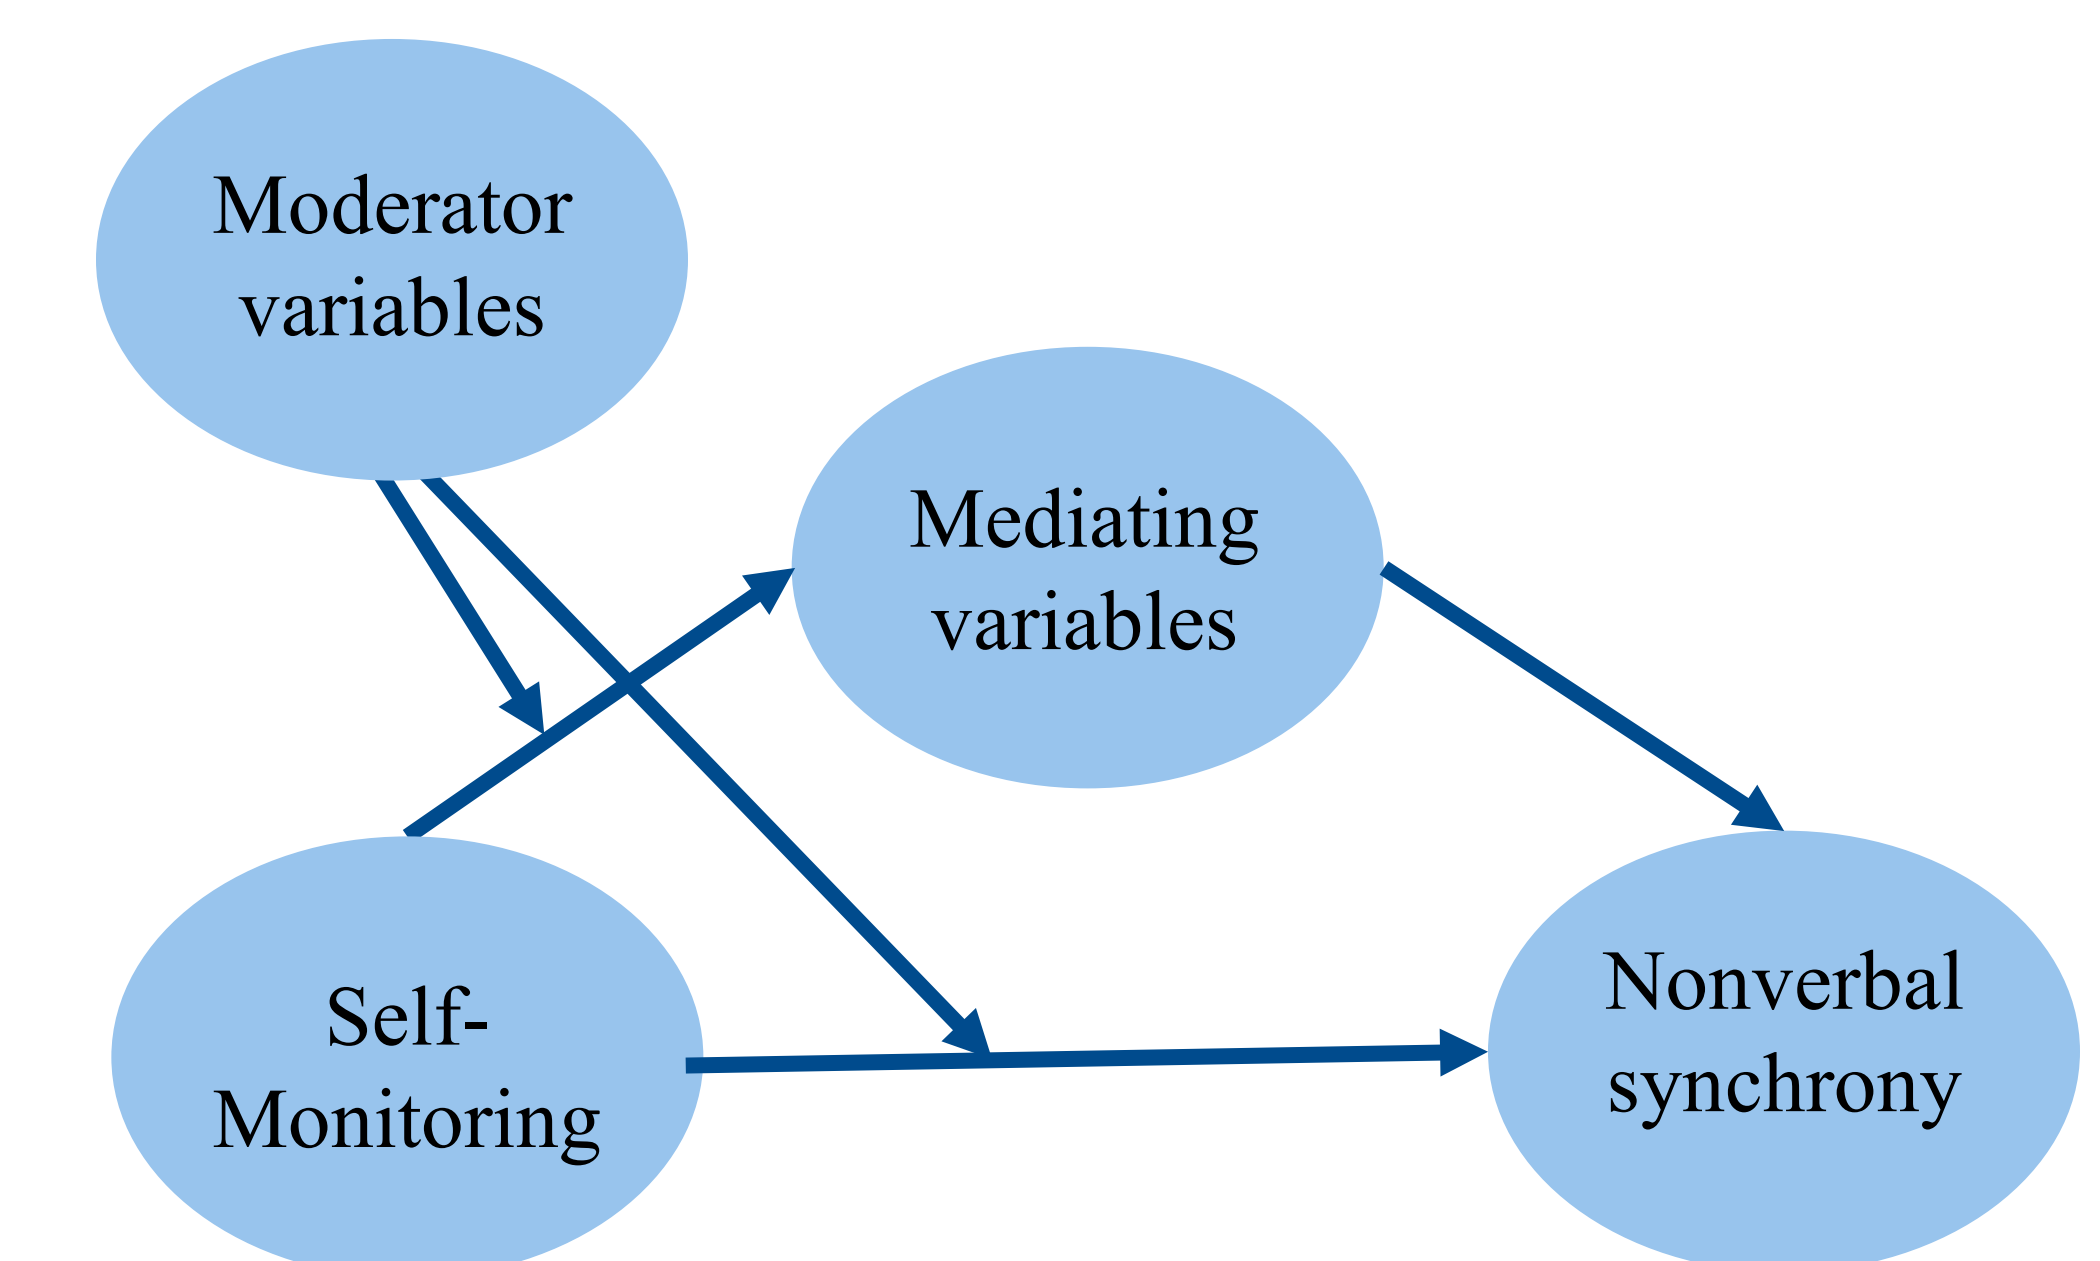 Moderator
variables
Mediating
variables
Self-
Monitoring
Nonverbal
synchrony